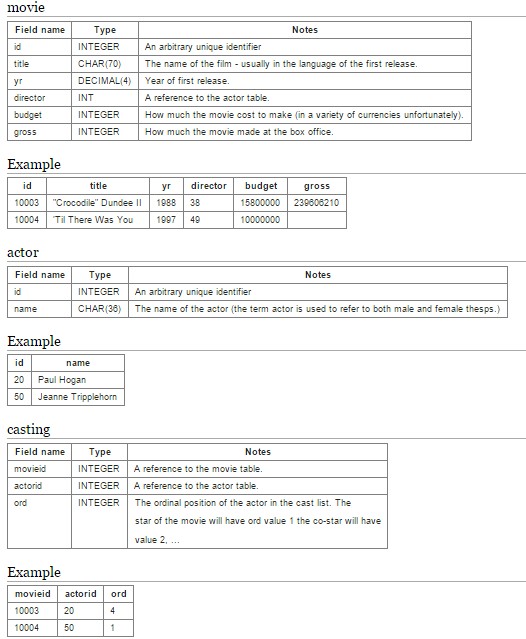 movie
Field name Type Notes
id INTEGER An arbitrary unique identifier
title CHAR(70) The name of the film - usually in the language of the first release.
yr DECIMAL(4) Year of first release.
director INT A reference to the actor table.
budget INTEGER How much the movie cost to make (in a variety of currencies unfortunately).
gross INTEGER How much the movie made at the box office.
Example
id title yr director budget gross
10003 "Crocodile" Dundee II 1988 38 15800000 239606210
10004 'Til There Was You 1997 49 10000000
actor
Field name Type Notes
id INTEGER An arbitrary unique identifier
name CHAR(36) The name of the actor (the term actor is used to refer to both male and female thesps.)
Example
id name
20 Paul Hogan
50 Jeanne Tripplehorn
casting
Field name Type Notes
movieid INTEGER A reference to the movie table.
actorid INTEGER A reference to the actor table.
ord INTEGER The ordinal position of the actor in the cast list. The
star of the movie will have ord value 1 the co-star will have
value 2, ...
Example
movieid actorid ord
10003 20 4
10004 50 1